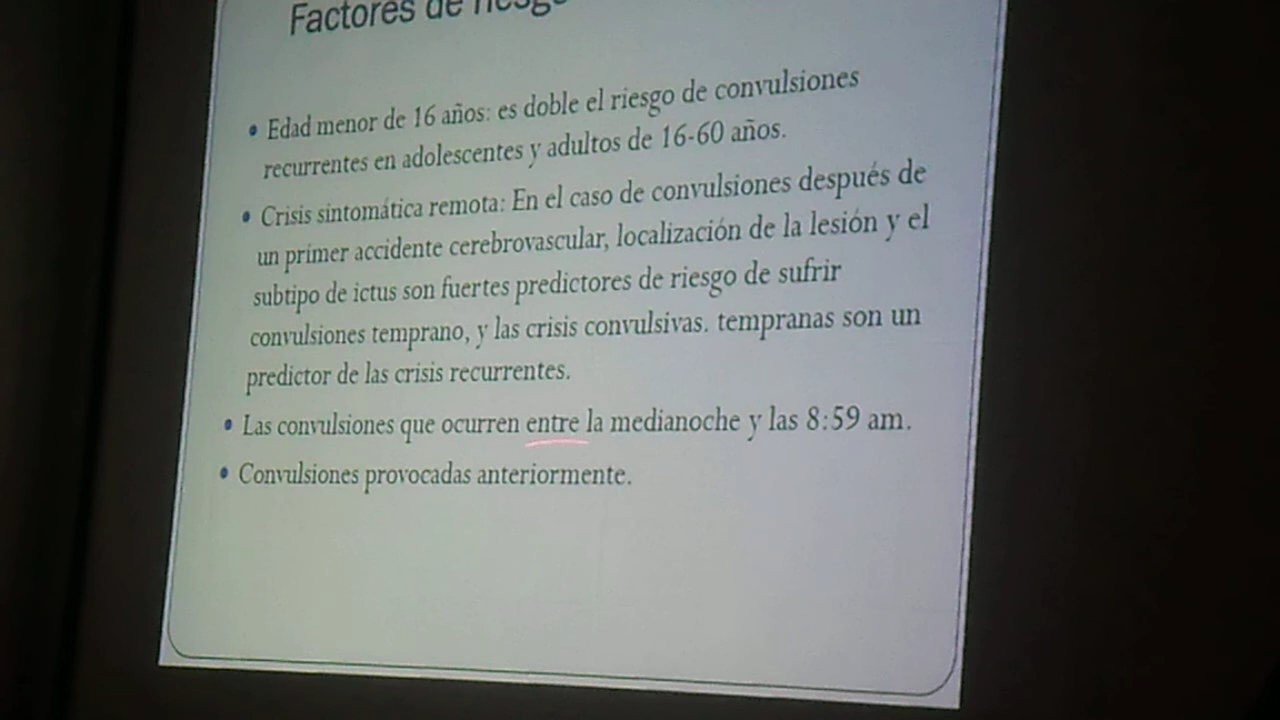 Factores de riesgo
• Edad menor de 16 años: es doble el riesgo de convulsiones
recurrentes en adolescentes y adultos de 16-60 años.
• Crisis sintomática remota: En el caso de convulsiones después de
un primer accidente cerebrovascular, localización de la lesión y el
subtipo de ictus son fuertes predictores de riesgo de sufrir
convulsiones temprano, y las crisis convulsivas. tempranas son un
predictor de las crisis recurrentes.
• Las convulsiones que ocurren entre la medianoche y las 8:59 am.
• Convulsiones provocadas anteriormente.